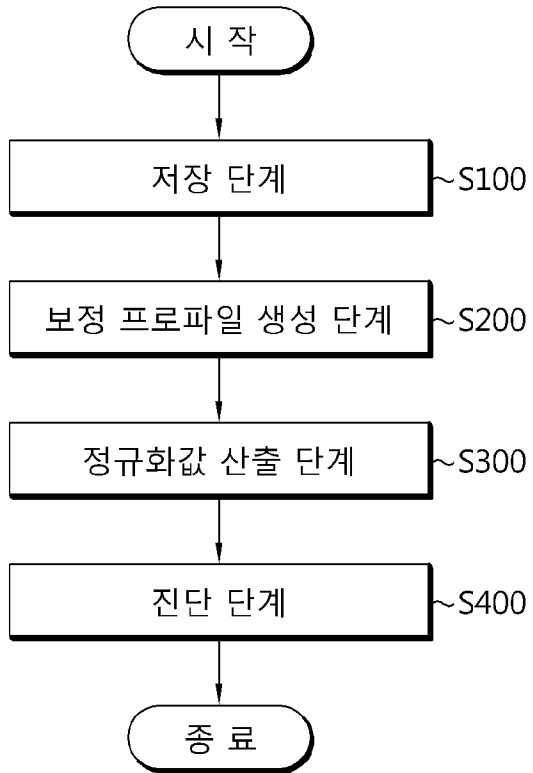 시 작
저장 단계 S100
보정 프로파일 생성 단계 S200
정규화값 산출 단계 S300
진단 단계 S400
종 료